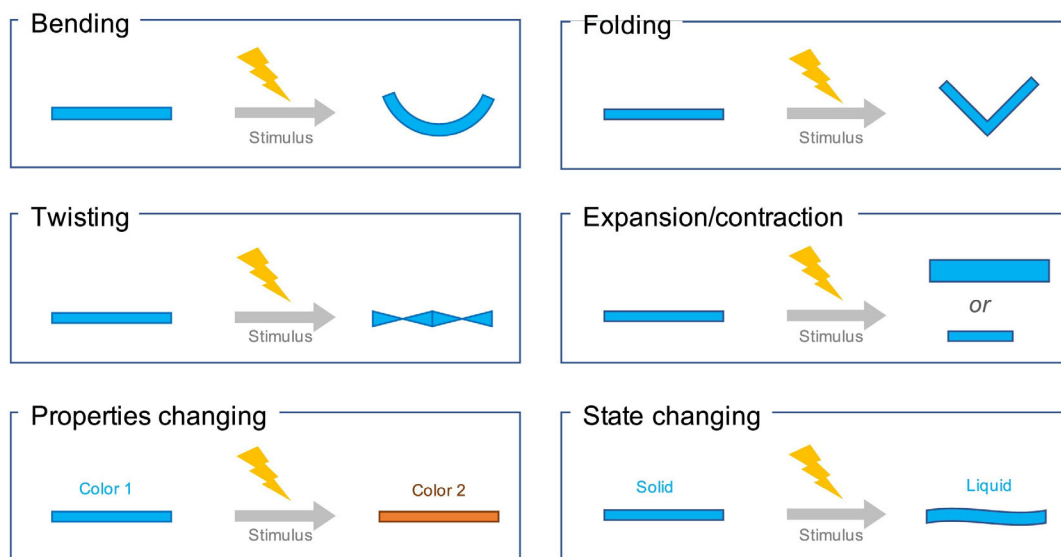 Bending
Stimulus
Folding
Stimulus
Twisting
Stimulus
Expansion/contraction
Stimulus
or
Properties changing
Color 1
Stimulus
Color 2
State changing
Solid
Stimulus
Liquid